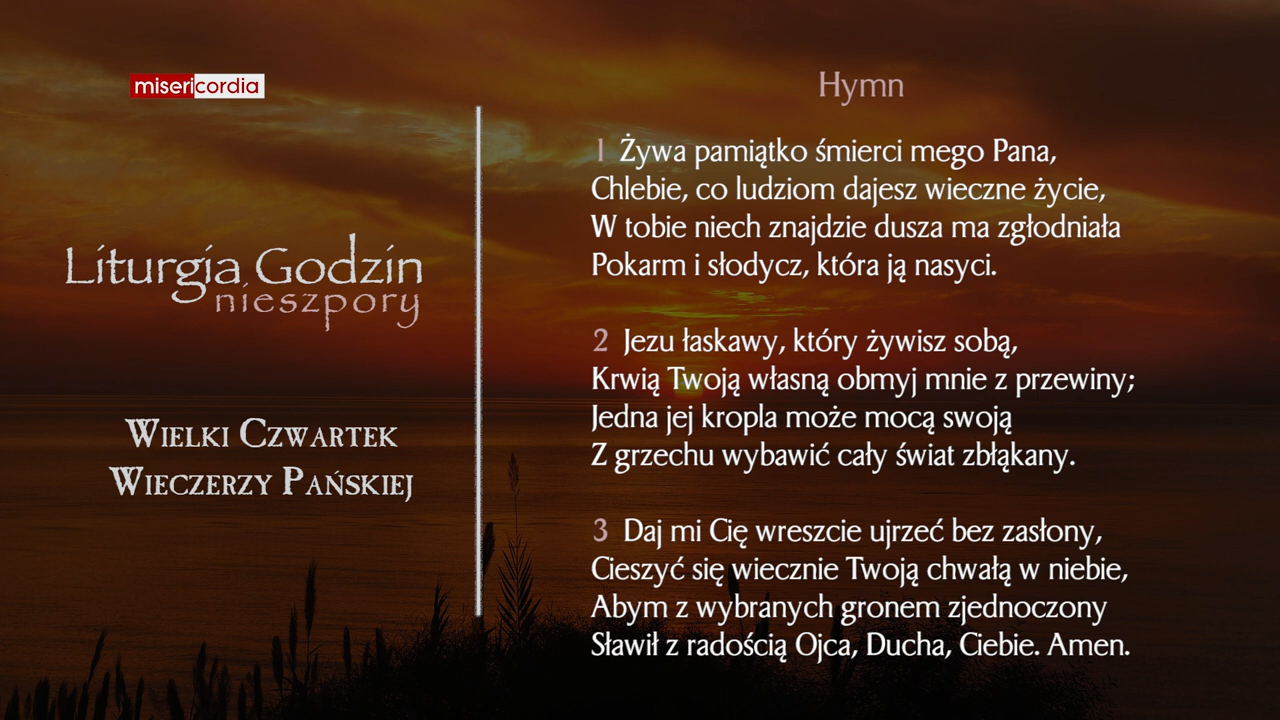 misericordia
Liturgia Godzin
nieszpory
Wielki Czwartek
Wieczerzy Pańskiej
Hymn
1 Żywa pamiątko śmierci mego Pana,
Chlebie, co ludziom dajesz wieczne życie,
W tobie niech znajdzie dusza ma zgłodniała
Pokarm i słodycz, która ją nasyci.
2 Jezu łaskawy, który żywisz sobą,
Krwią Twoją własną obmyj mnie z przewiny;
Jedna jej kropla może mocą swoją
Z grzechu wybawić cały świat zbłąkany.
3 Daj mi Cię wreszcie ujrzeć bez zasłony,
Cieszyć się wiecznie Twoją chwałą w niebie,
Abym z wybranych gronem zjednoczony
Sławił z radością Ojca, Ducha, Ciebie. Amen.